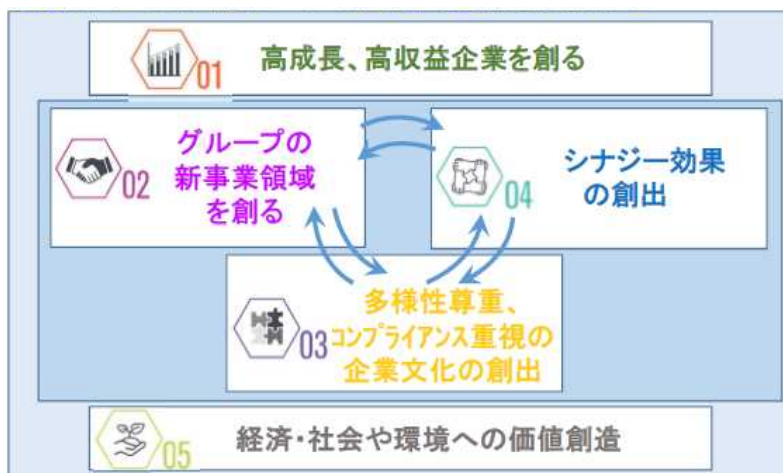 01
高成長、高収益企業を創る
02
グループの
新事業領域
を創る
04
シナジー効果
の創出
03
多様性尊重、
コンプライアンス重視の
企業文化の創出
05
経済・社会や環境への価値創造